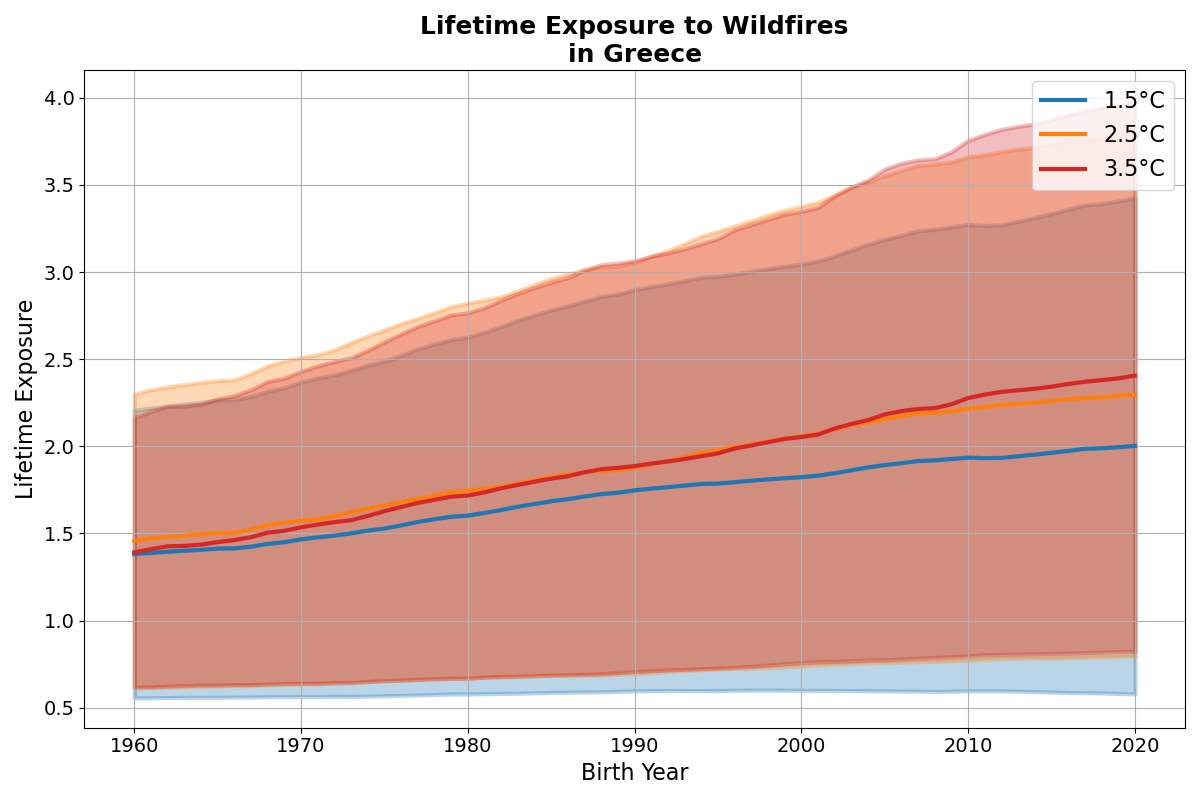 Lifetime Exposure to Wildfires
in Greece
1.5°C
2.5°C
3.5°C
Lifetime Exposure
4.0
3.5
3.0
2.5
2.0
1.5
1.0
0.5
1960 1970 1980 1990 2000 2010 2020
Birth Year